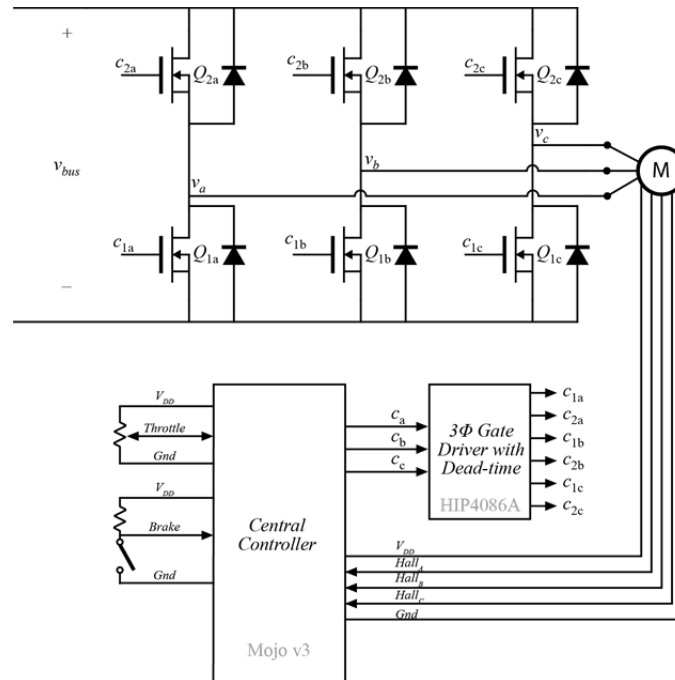 +
c2a
Q2a
c2b
Q2b
c2c
Q2c
vbus
va
vb
vc
M
c1a
Q1a
c1b
Q1b
c1c
Q1c
−
VDD
Throttle
Gnd
VDD
Brake
Gnd
Central
Controller
Mojo v3
ca
cb
cc
3Φ Gate
Driver with
Dead-time
HIP4086A
c1a
c2a
c1b
c2b
c1c
c2c
VDD
HallA
HallB
HallC
Gnd